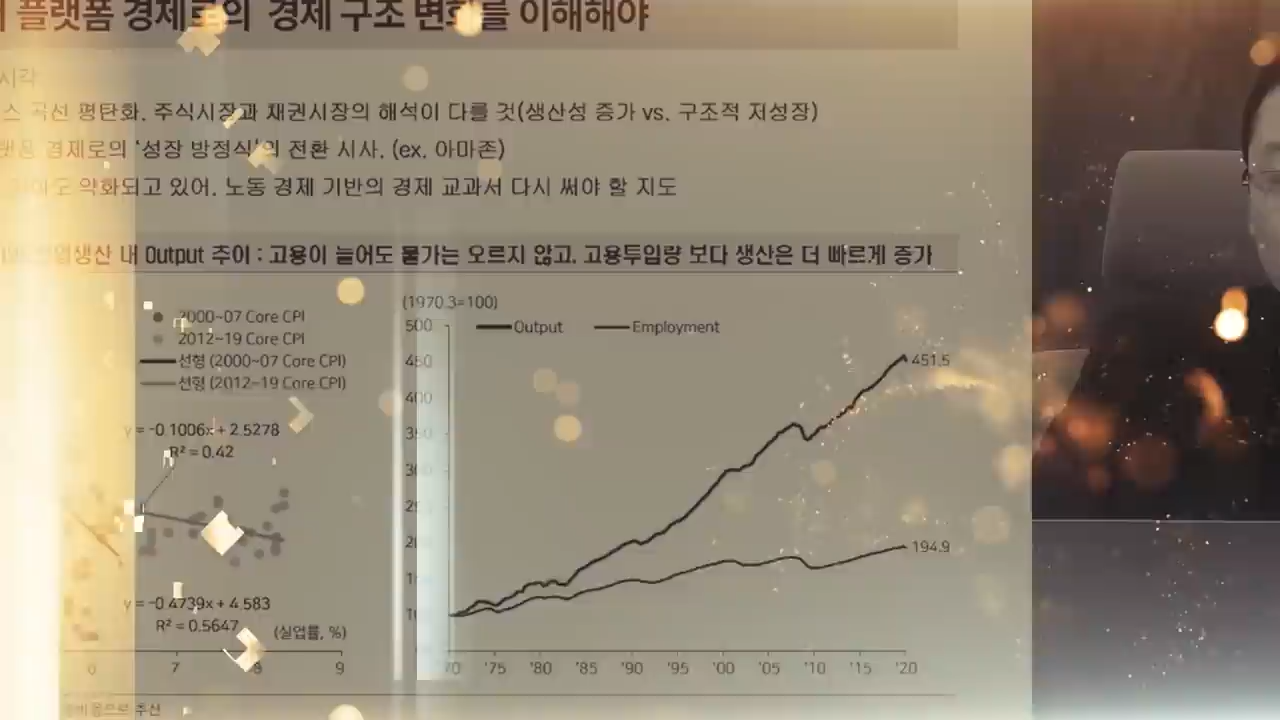 플랫폼 경제로의 경제 구조 변화를 이해해야
시각
스 곡선 평탄화. 주식시장과 채권시장의 해석이 다를 것(생산성 증가 vs. 구조적 저성장)
경제로의 '성장 방정식'의 전환 시사. (ex. 아마존)
약화되고 있어. 노동 경제 기반의 경제 교과서 다시 써야 할 지도
내 Output 추이 : 고용이 늘어도 물가는 오르지 않고. 고용투입량 보다 생산은 더 빠르게 증가
2000~07 Core CPI
2012~19 Core CPI
선형 (2000~07 Core CPI)
선형 (2012~19 Core CPI)
y = -0.1006x + 2.5278
R² = 0.42
y = -0.4739x + 4.583
R² = 0.5647
(실업률, %)
7 8 9
(1970.3=100)
Output Employment
500
450
400
350
451.5
194.9
'75 '80 '85 '90 '95 '00 '05 '10 '15 '20
추선